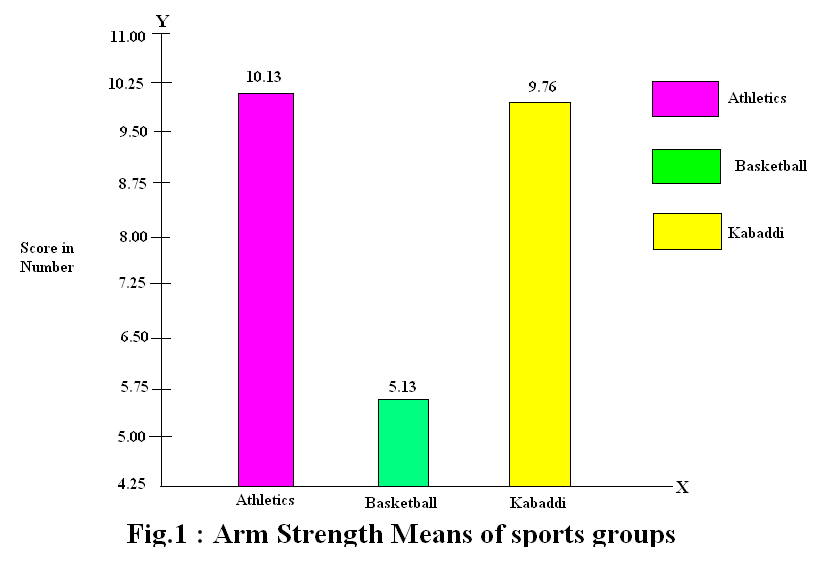 Y
11.00
10.25
9.50
8.75
8.00
7.25
6.50
5.75
5.00
4.25
Score in
Number
10.13
5.13
9.76
Athletics
Basketball
Kabaddi
X
Athletics
Basketball
Kabaddi
Fig.1 : Arm Strength Means of sports groups